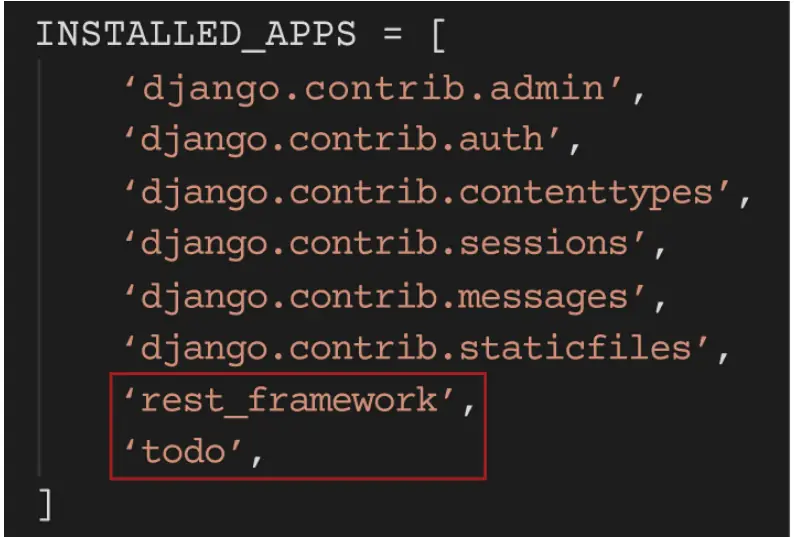 INSTALLED_APPS = [
‘django.contrib.admin’,
‘django.contrib.auth’,
‘django.contrib.contenttypes’,
‘django.contrib.sessions’,
‘django.contrib.messages’,
‘django.contrib.staticfiles’,
‘rest_framework’,
‘todo’,
]